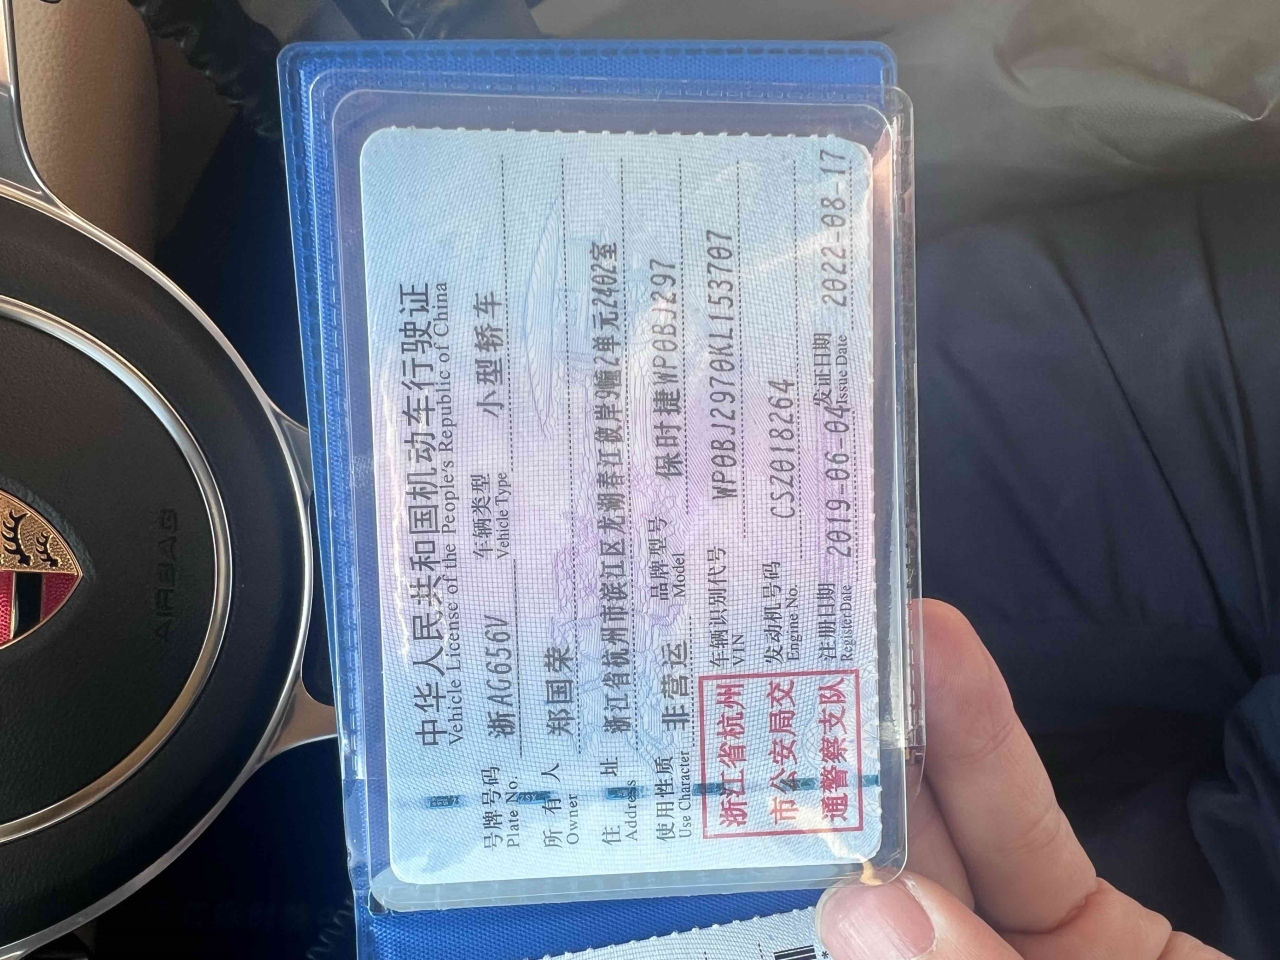 中华人民共和国机动车行驶证
Vehicle License of the People's Republic of China
号牌号码 浙AG656V 车辆类型 小型轿车
Plate No. Vehicle Type
所有人 郑国荣
Owner
住址 浙江省杭州市滨江区龙湖春江彼岸9幢2单元2402室
Address
使用性质 非营运 品牌型号 保时捷WP0BJ297
Use Character Model
浙江省杭州
市公安局交
通警察支队
车辆识别代号 WP0BJ2970KL153707
VIN
发动机号码 CSZ018264
Engine No.
注册日期 2019-06-04 发证日期 2022-08-17
Register Date Issue Date
AIRBAG